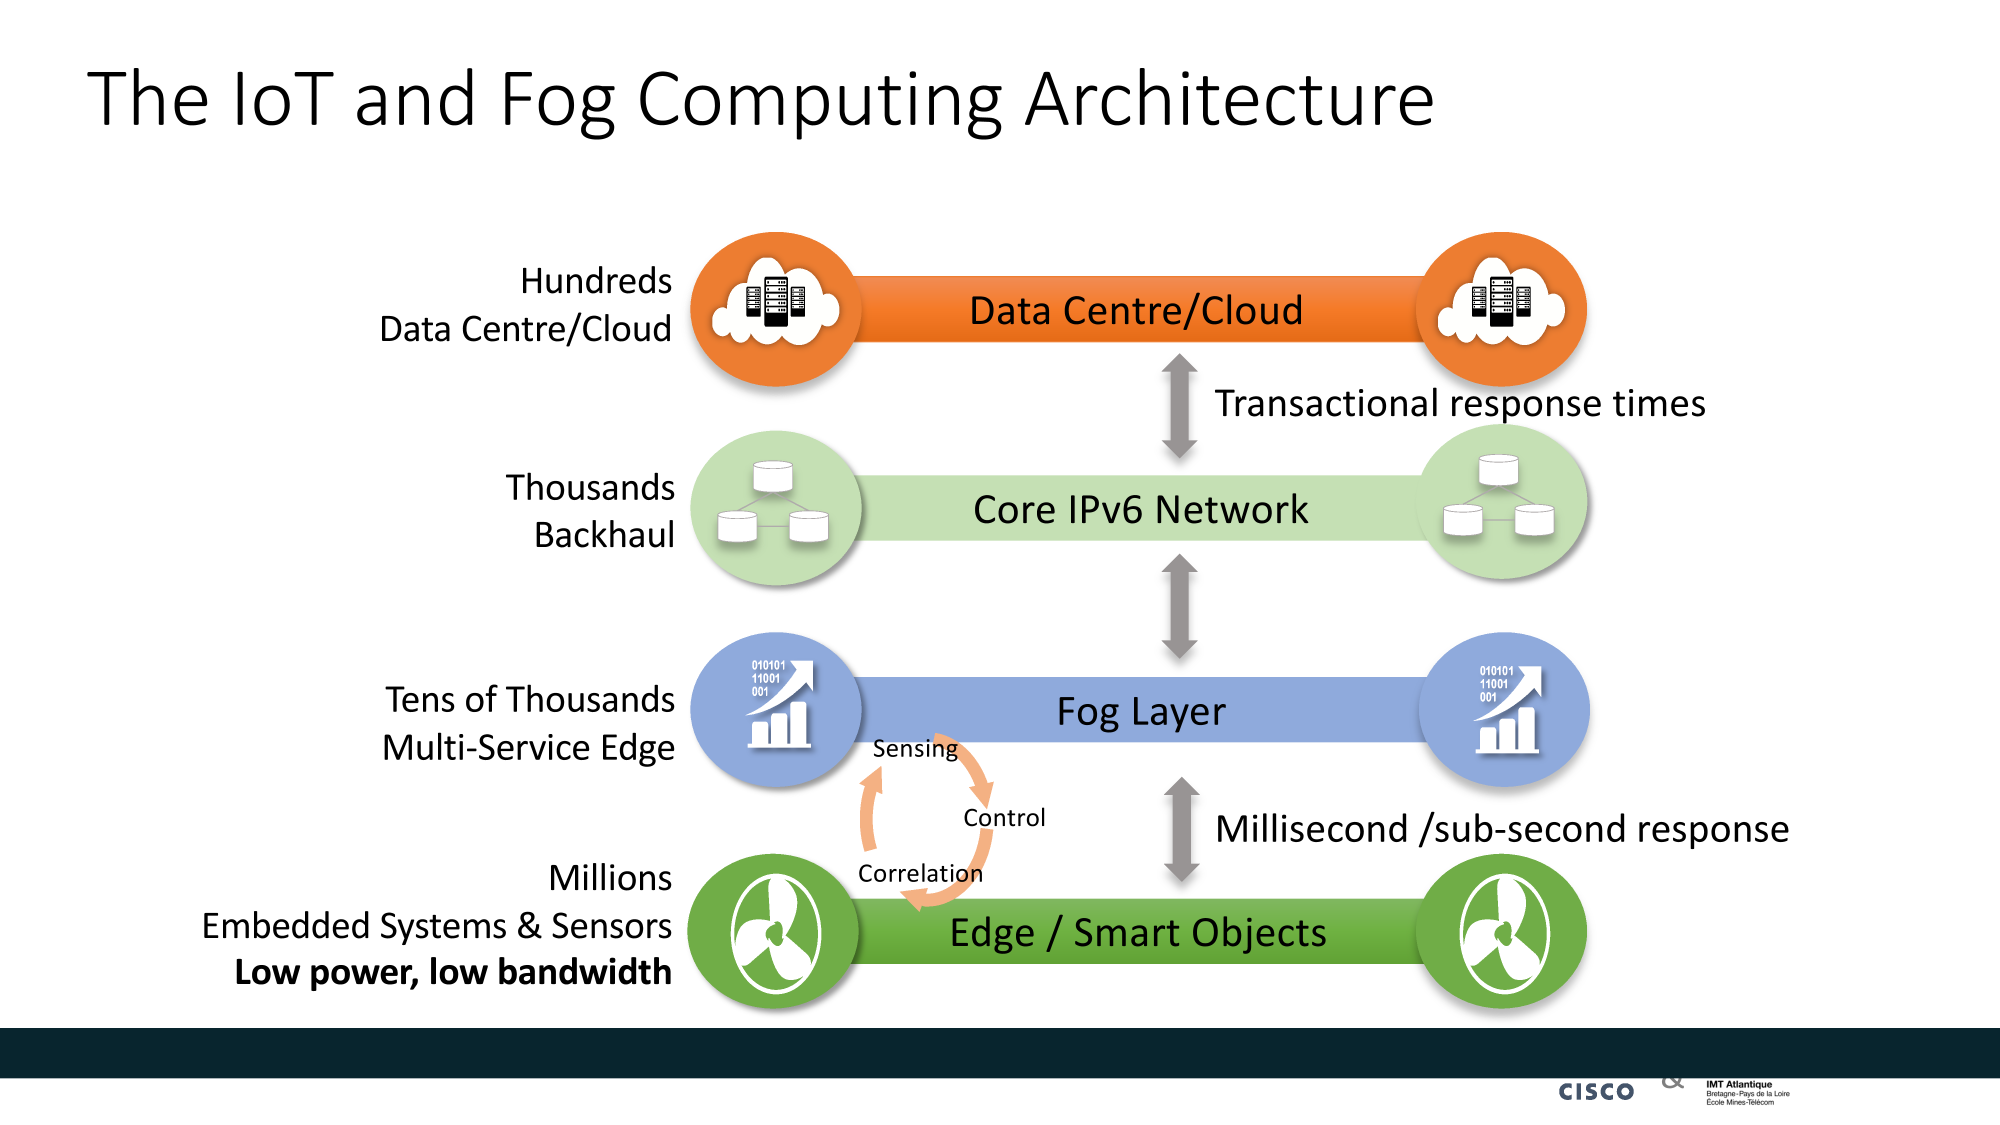 The IoT and Fog Computing Architecture
Hundreds
Data Centre/Cloud
Data Centre/Cloud
Transactional response times
Thousands
Backhaul
Core IPv6 Network
010101
11001
001
010101
11001
001
Tens of Thousands
Multi-Service Edge
Fog Layer
Sensing
Control
Correlation
Millisecond /sub-second response
Millions
Embedded Systems & Sensors
Low power, low bandwidth
Edge / Smart Objects
CISCO
&
IMT Atlantique
Bretagne-Pays de la Loire
École Mines-Télécom